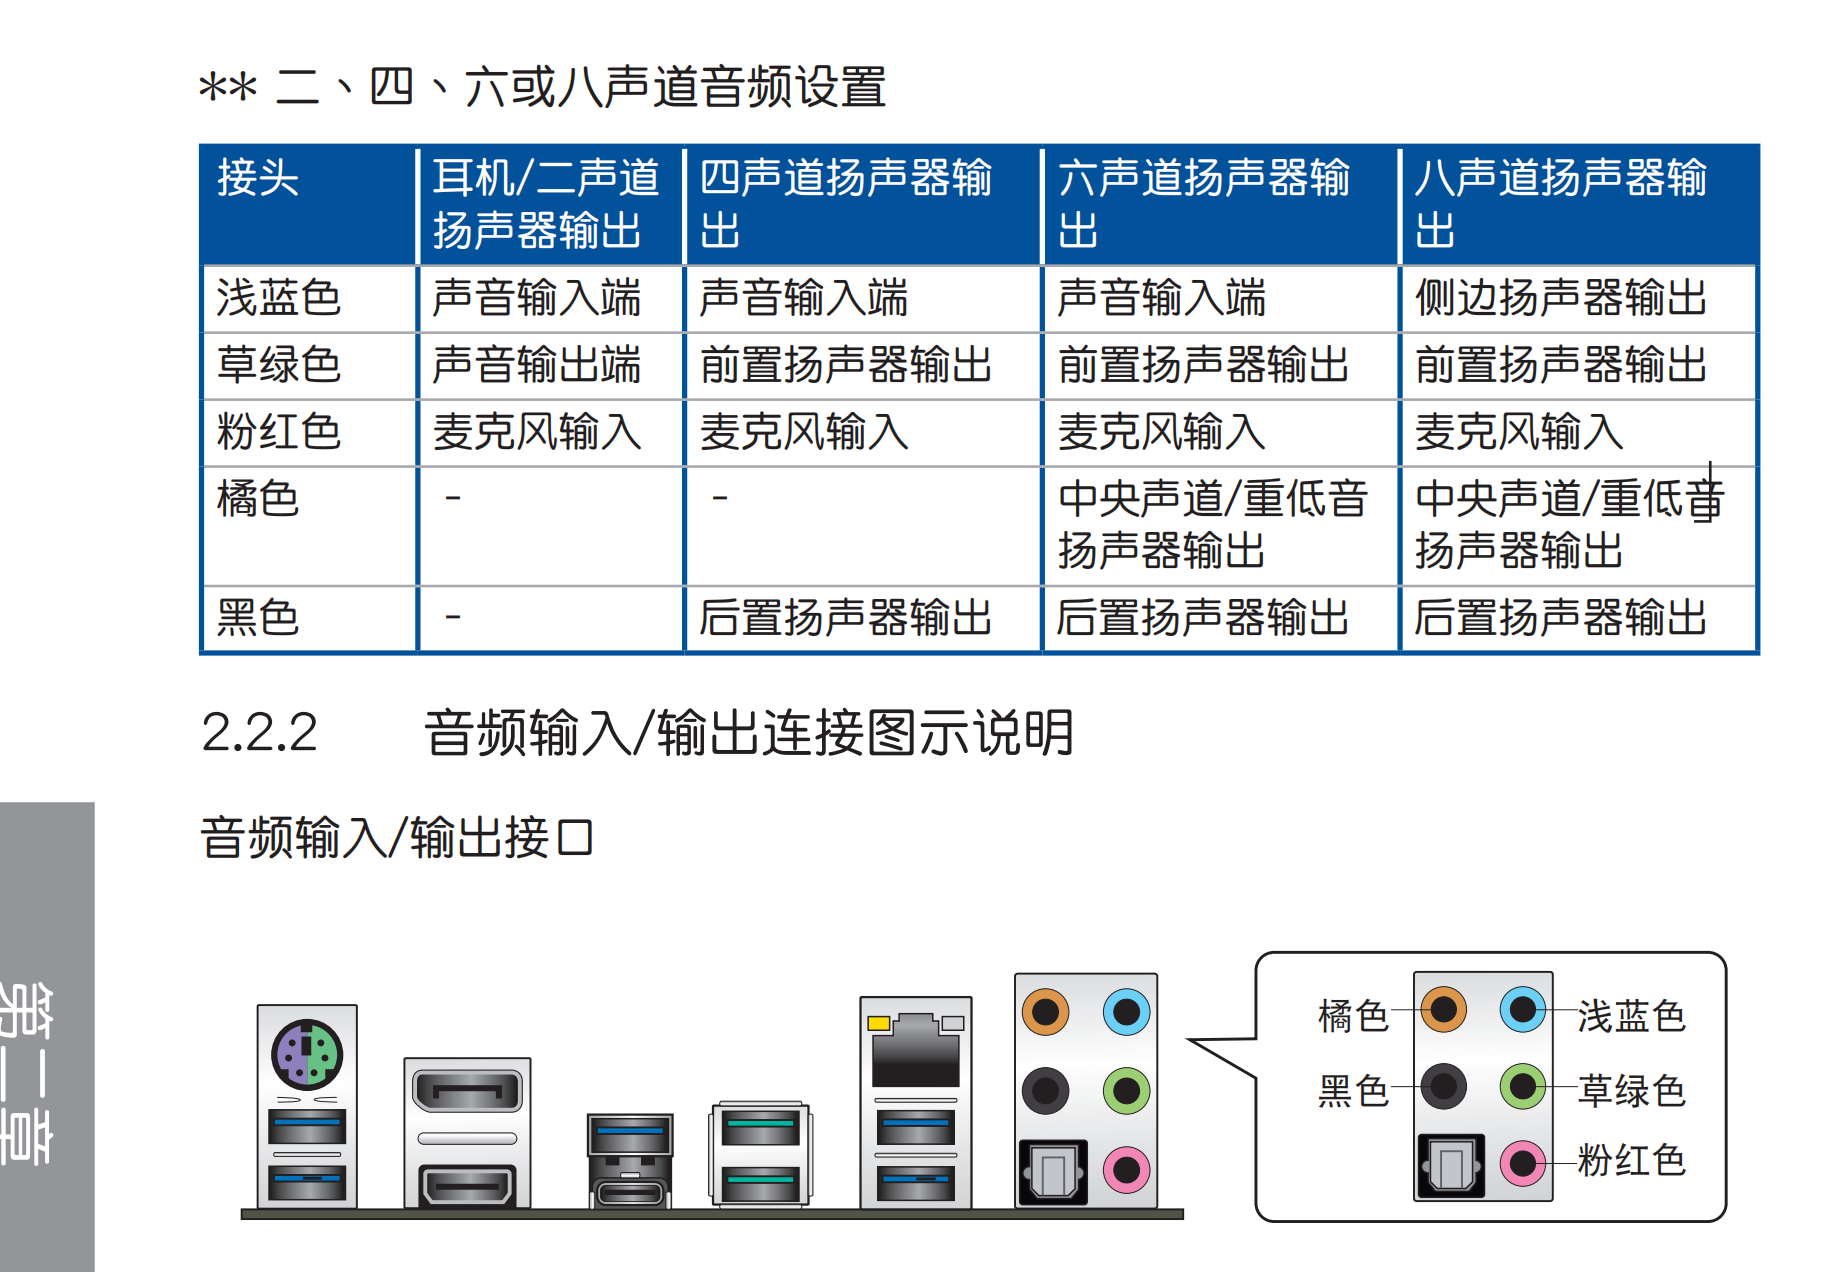 ** 二、四、六或八声道音频设置
接头 耳机/二声道扬声器输出 四声道扬声器输出 六声道扬声器输出 八声道扬声器输出
浅蓝色 声音输入端 声音输入端 声音输入端 侧边扬声器输出
草绿色 声音输出端 前置扬声器输出 前置扬声器输出 前置扬声器输出
粉红色 麦克风输入 麦克风输入 麦克风输入 麦克风输入
橘色 - - 中央声道/重低音扬声器输出 中央声道/重低音扬声器输出
黑色 - 后置扬声器输出 后置扬声器输出 后置扬声器输出
2.2.2 音频输入/输出连接图示说明
音频输入/输出接口
第二章
橘色 浅蓝色
黑色 草绿色
粉红色